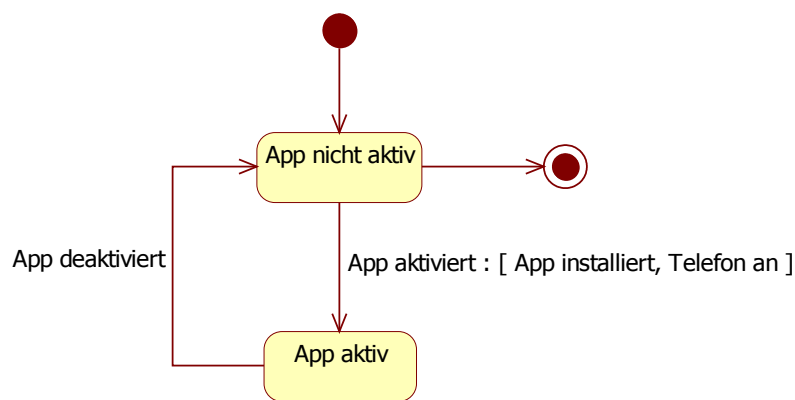 App nicht aktiv
App deaktiviert
App aktiviert : [ App installiert, Telefon an ]
App aktiv